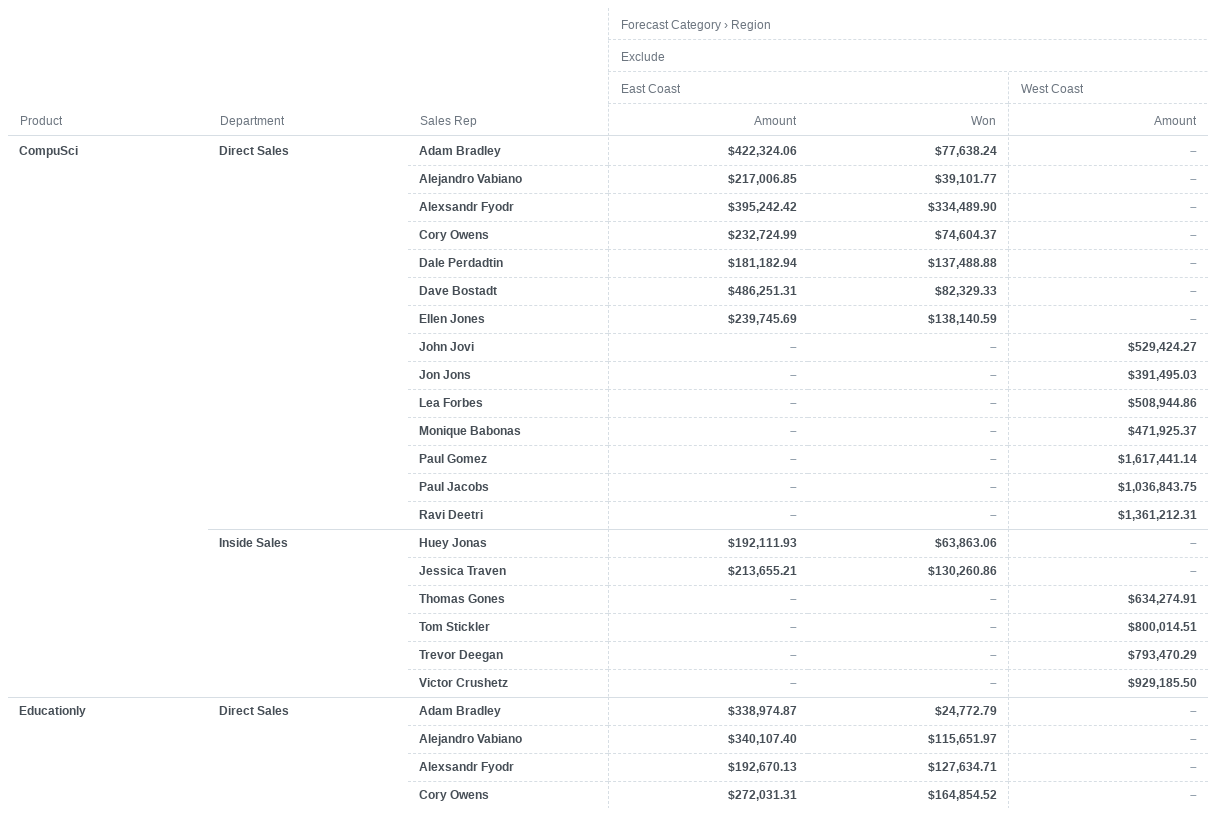 Forecast Category › Region
Exclude
East Coast West Coast
Product Department Sales Rep Amount Won Amount
CompuSci Direct Sales Adam Bradley $422,324.06 $77,638.24 –
Alejandro Vabiano $217,006.85 $39,101.77 –
Alexsandr Fyodr $395,242.42 $334,489.90 –
Cory Owens $232,724.99 $74,604.37 –
Dale Perdadtin $181,182.94 $137,488.88 –
Dave Bostadt $486,251.31 $82,329.33 –
Ellen Jones $239,745.69 $138,140.59 –
John Jovi – – $529,424.27
Jon Jons – – $391,495.03
Lea Forbes – – $508,944.86
Monique Babonas – – $471,925.37
Paul Gomez – – $1,617,441.14
Paul Jacobs – – $1,036,843.75
Ravi Deetri – – $1,361,212.31
Inside Sales Huey Jonas $192,111.93 $63,863.06 –
Jessica Traven $213,655.21 $130,260.86 –
Thomas Gones – – $634,274.91
Tom Stickler – – $800,014.51
Trevor Deegan – – $793,470.29
Victor Crushetz – – $929,185.50
Educationly Direct Sales Adam Bradley $338,974.87 $24,772.79 –
Alejandro Vabiano $340,107.40 $115,651.97 –
Alexsandr Fyodr $192,670.13 $127,634.71 –
Cory Owens $272,031.31 $164,854.52 –